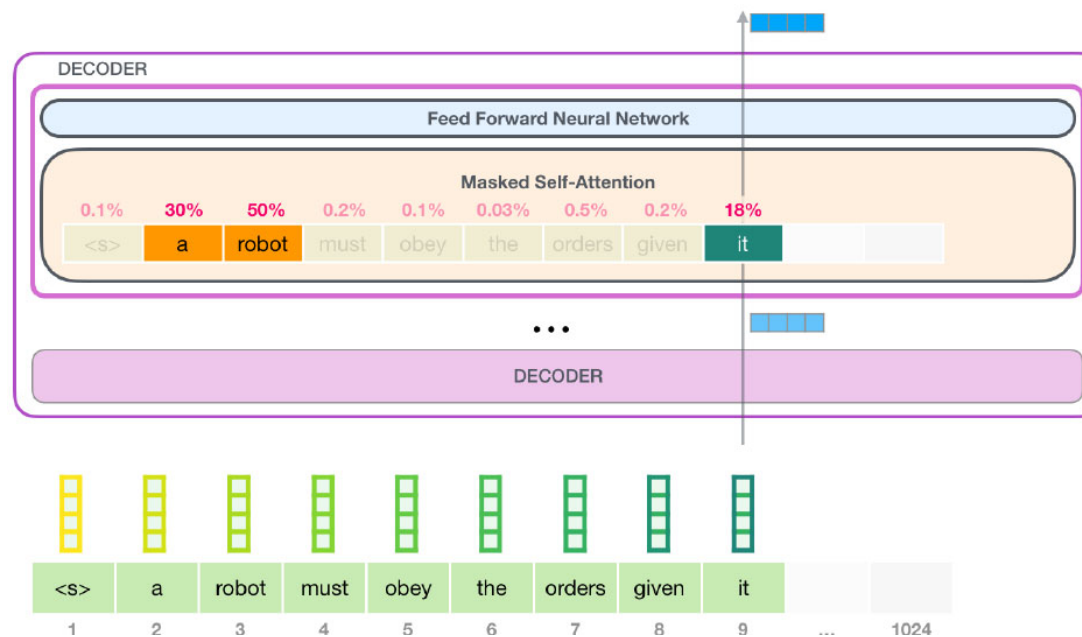 DECODER
Feed Forward Neural Network
Masked Self-Attention
0.1% 30% 50% 0.2% 0.1% 0.03% 0.5% 0.2% 18%
<s> a robot must obey the orders given it
...
DECODER
<s> a robot must obey the orders given it
1 2 3 4 5 6 7 8 9 ... 1024